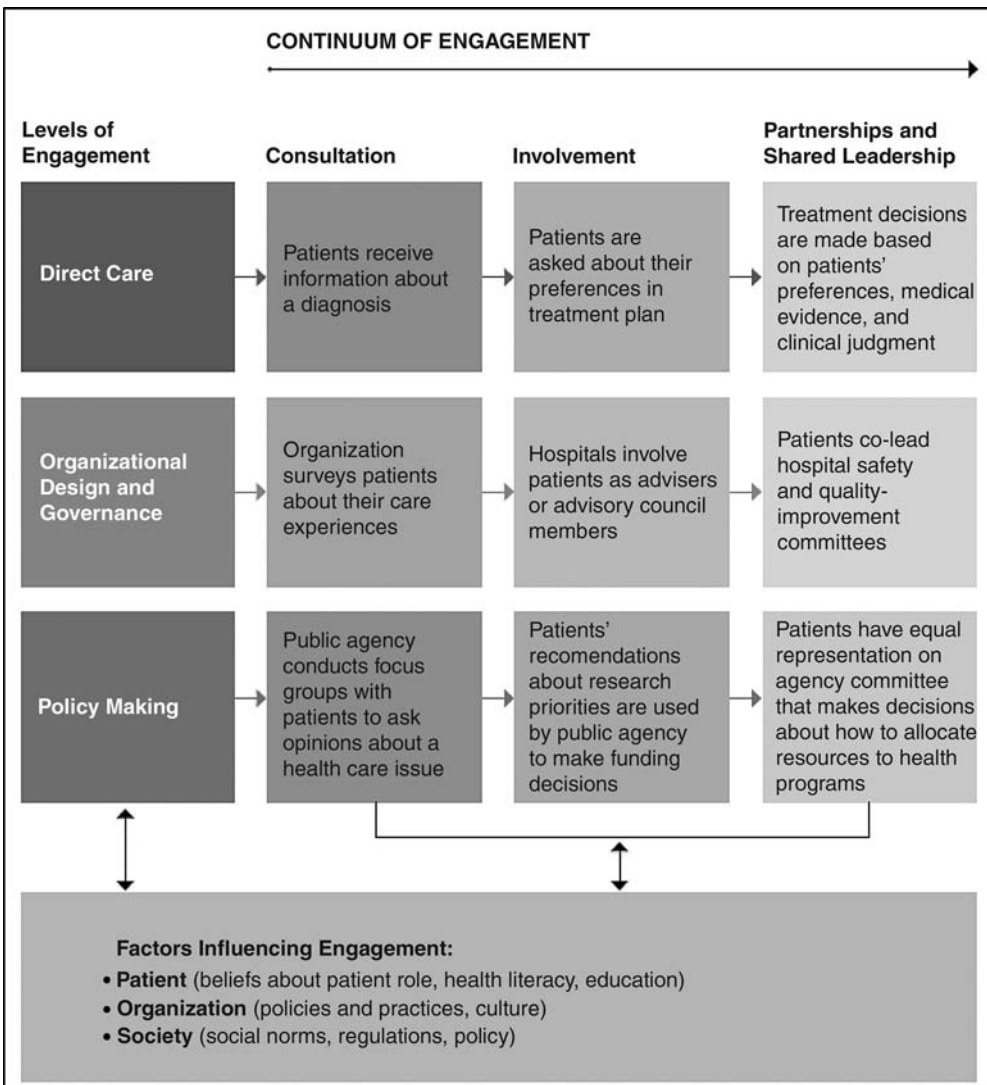 CONTINUUM OF ENGAGEMENT
Levels of
Engagement
Consultation
Involvement
Partnerships and
Shared Leadership
Direct Care
Patients receive
information about
a diagnosis
Patients are
asked about their
preferences in
treatment plan
Treatment decisions
are made based
on patients’
preferences, medical
evidence, and
clinical judgment
Organizational
Design and
Governance
Organization
surveys patients
about their care
experiences
Hospitals involve
patients as advisers
or advisory council
members
Patients co-lead
hospital safety
and quality-
improvement
committees
Policy Making
Public agency
conducts focus
groups with
patients to ask
opinions about a
health care issue
Patients’
recomendations
about research
priorities are used
by public agency
to make funding
decisions
Patients have equal
representation on
agency committee
that makes decisions
about how to allocate
resources to health
programs
Factors Influencing Engagement:
• Patient (beliefs about patient role, health literacy, education)
• Organization (policies and practices, culture)
• Society (social norms, regulations, policy)